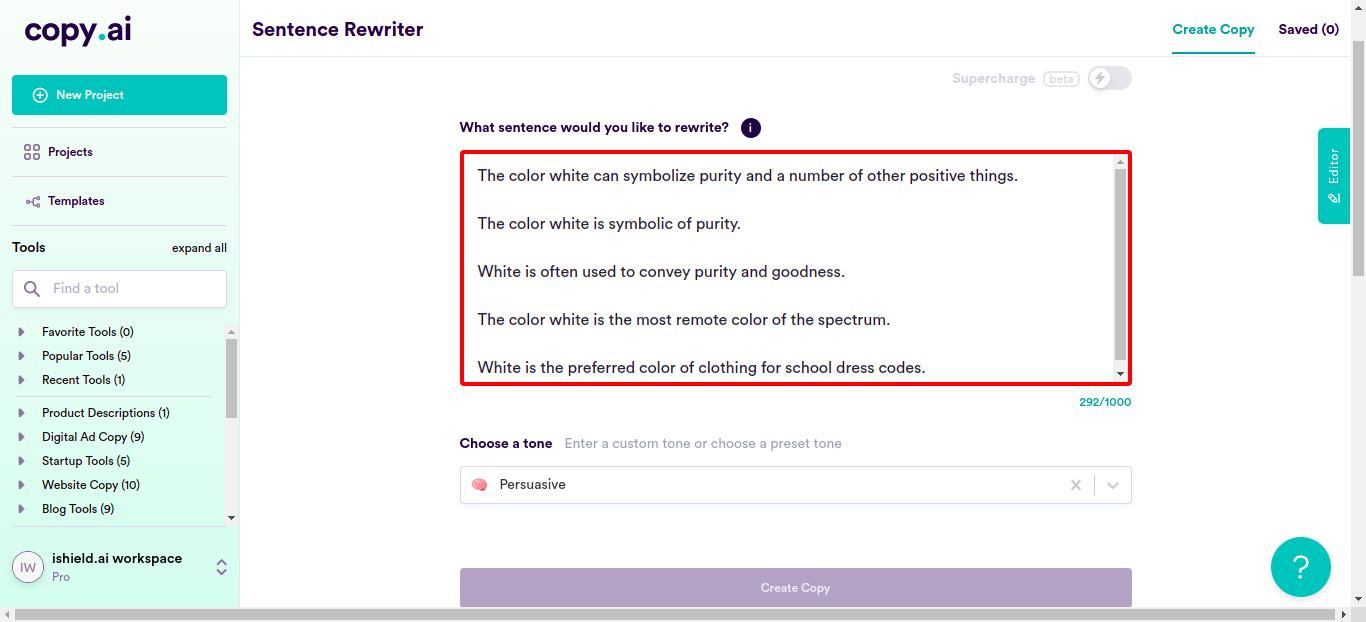 copy.ai
New Project
Projects
Templates
Tools
expand all
Find a tool
Favorite Tools (0)
Popular Tools (5)
Recent Tools (1)
Product Descriptions (1)
Digital Ad Copy (9)
Startup Tools (5)
Website Copy (10)
Blog Tools (9)
IW
ishield.ai workspace
Pro
Sentence Rewriter
Create Copy
Saved (0)
Supercharge
beta
What sentence would you like to rewrite?
i
The color white can symbolize purity and a number of other positive things.
The color white is symbolic of purity.
White is often used to convey purity and goodness.
The color white is the most remote color of the spectrum.
White is the preferred color of clothing for school dress codes.
292/1000
Choose a tone
Enter a custom tone or choose a preset tone
Persuasive
Create Copy
Editor
?